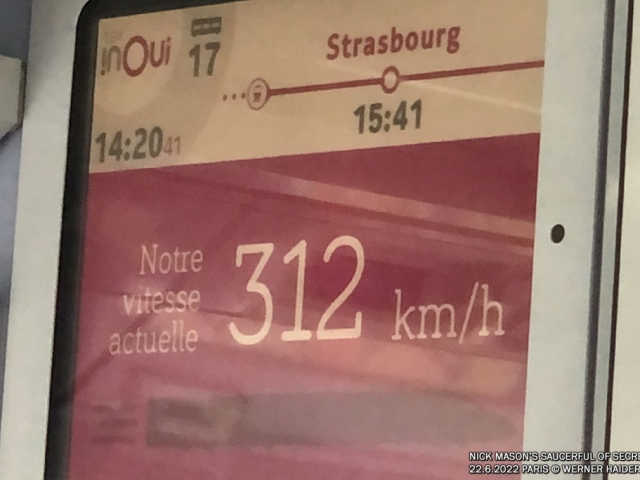 inOui
17
Strasbourg
15:41
14:20 41
Notre
vitesse
actuelle
312 km/h
NICK MASON'S SAUCERFUL OF
22.6.2022 PARIS © WERNER HAIDER